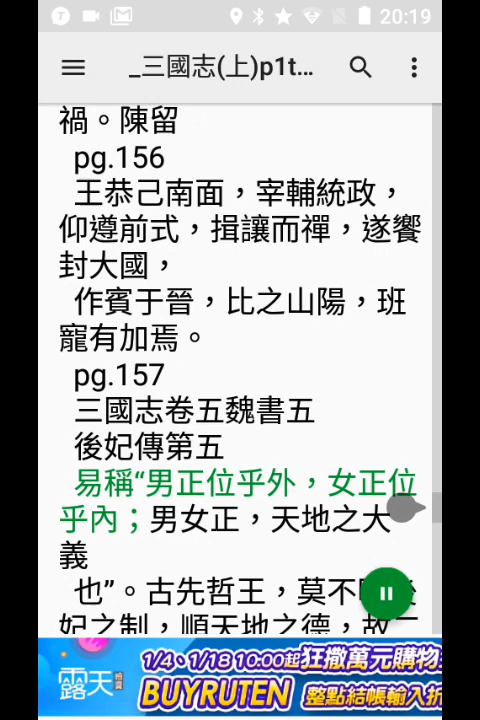 20:19
_三國志(上)p1t...
禍。陳留
pg.156
王恭己南面，宰輔統政，
仰遵前式，揖讓而禪，遂饗
封大國，
作賓于晉，比之山陽，班
寵有加焉。
pg.157
三國志卷五魏書五
後妃傳第五
易稱“男正位乎外，女正位
乎內；男女正，天地之大
義
也”。古先哲王，莫不
妃之制，順天地之德，故二
露天拍賣
1/4、1/18 10:00起狂撒萬元購物
BUYRUTEN 整點結帳輸入折